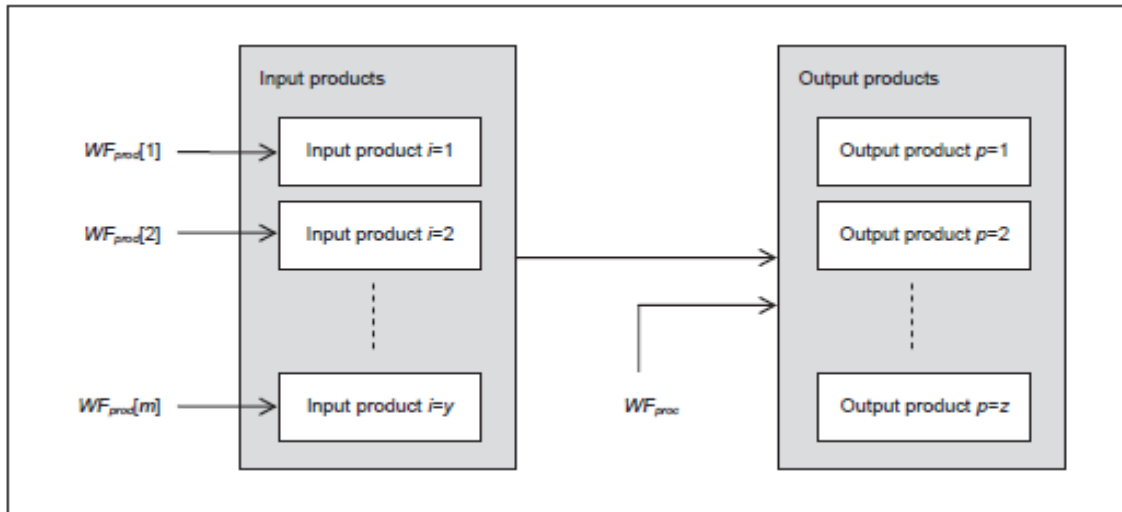 Input products
Output products
WFprod[1]
Input product i=1
Output product p=1
WFprod[2]
Input product i=2
Output product p=2
WFprod[m]
Input product i=y
WFproc
Output product p=z